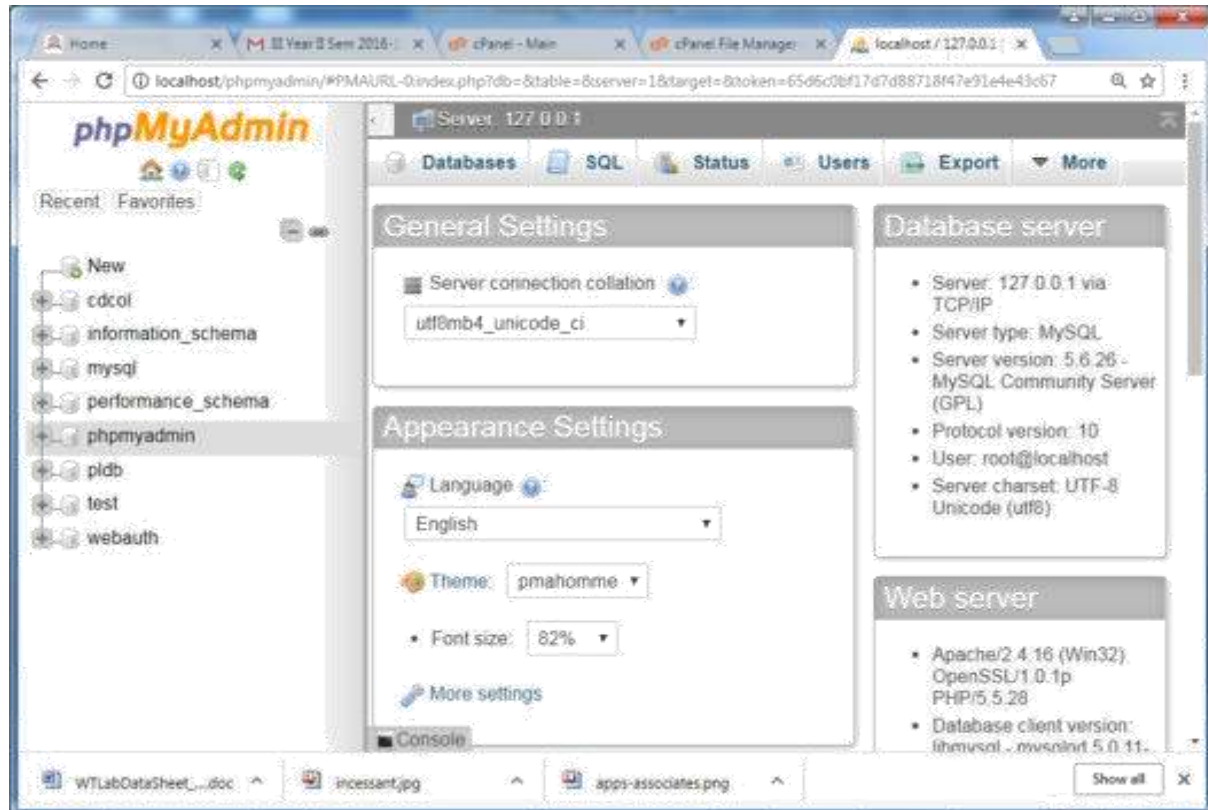 Home
III Year II Sem 2016-
cPanel - Main
cPanel File Manager
localhost / 127.0.0.1
localhost/phpmyadmin/#PMAURL-0:index.php?db=&table=&server=1&target=&token=65d6c0bf17d7d88718f47e91e4e43c67
phpMyAdmin
Recent Favorites
New
cdcol
information_schema
mysql
performance_schema
phpmyadmin
pldb
test
webauth
Server: 127.0.0.1
Databases SQL Status Users Export More
General Settings
Server connection collation
utf8mb4_unicode_ci
Appearance Settings
Language
English
Theme: pmahomme
Font size: 82%
More settings
Console
Database server
Server: 127.0.0.1 via
TCP/IP
Server type: MySQL
Server version: 5.6.26 -
MySQL Community Server
(GPL)
Protocol version: 10
User: root@localhost
Server charset: UTF-8
Unicode (utf8)
Web server
Apache/2.4.16 (Win32)
OpenSSL/1.0.1p
PHP/5.5.28
Database client version:
libmysql - mysqlnd 5.0.11-
WTLabDataSheet_....doc
incessant.jpg
apps-associates.png
Show all